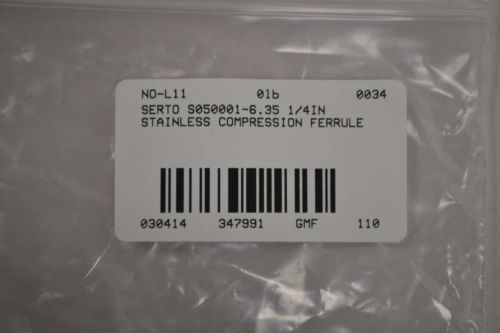 NO-L11 01b 0034
SERTO S050001-6.35 1/4IN
STAINLESS COMPRESSION FERRULE
030414 347991 GMF 110